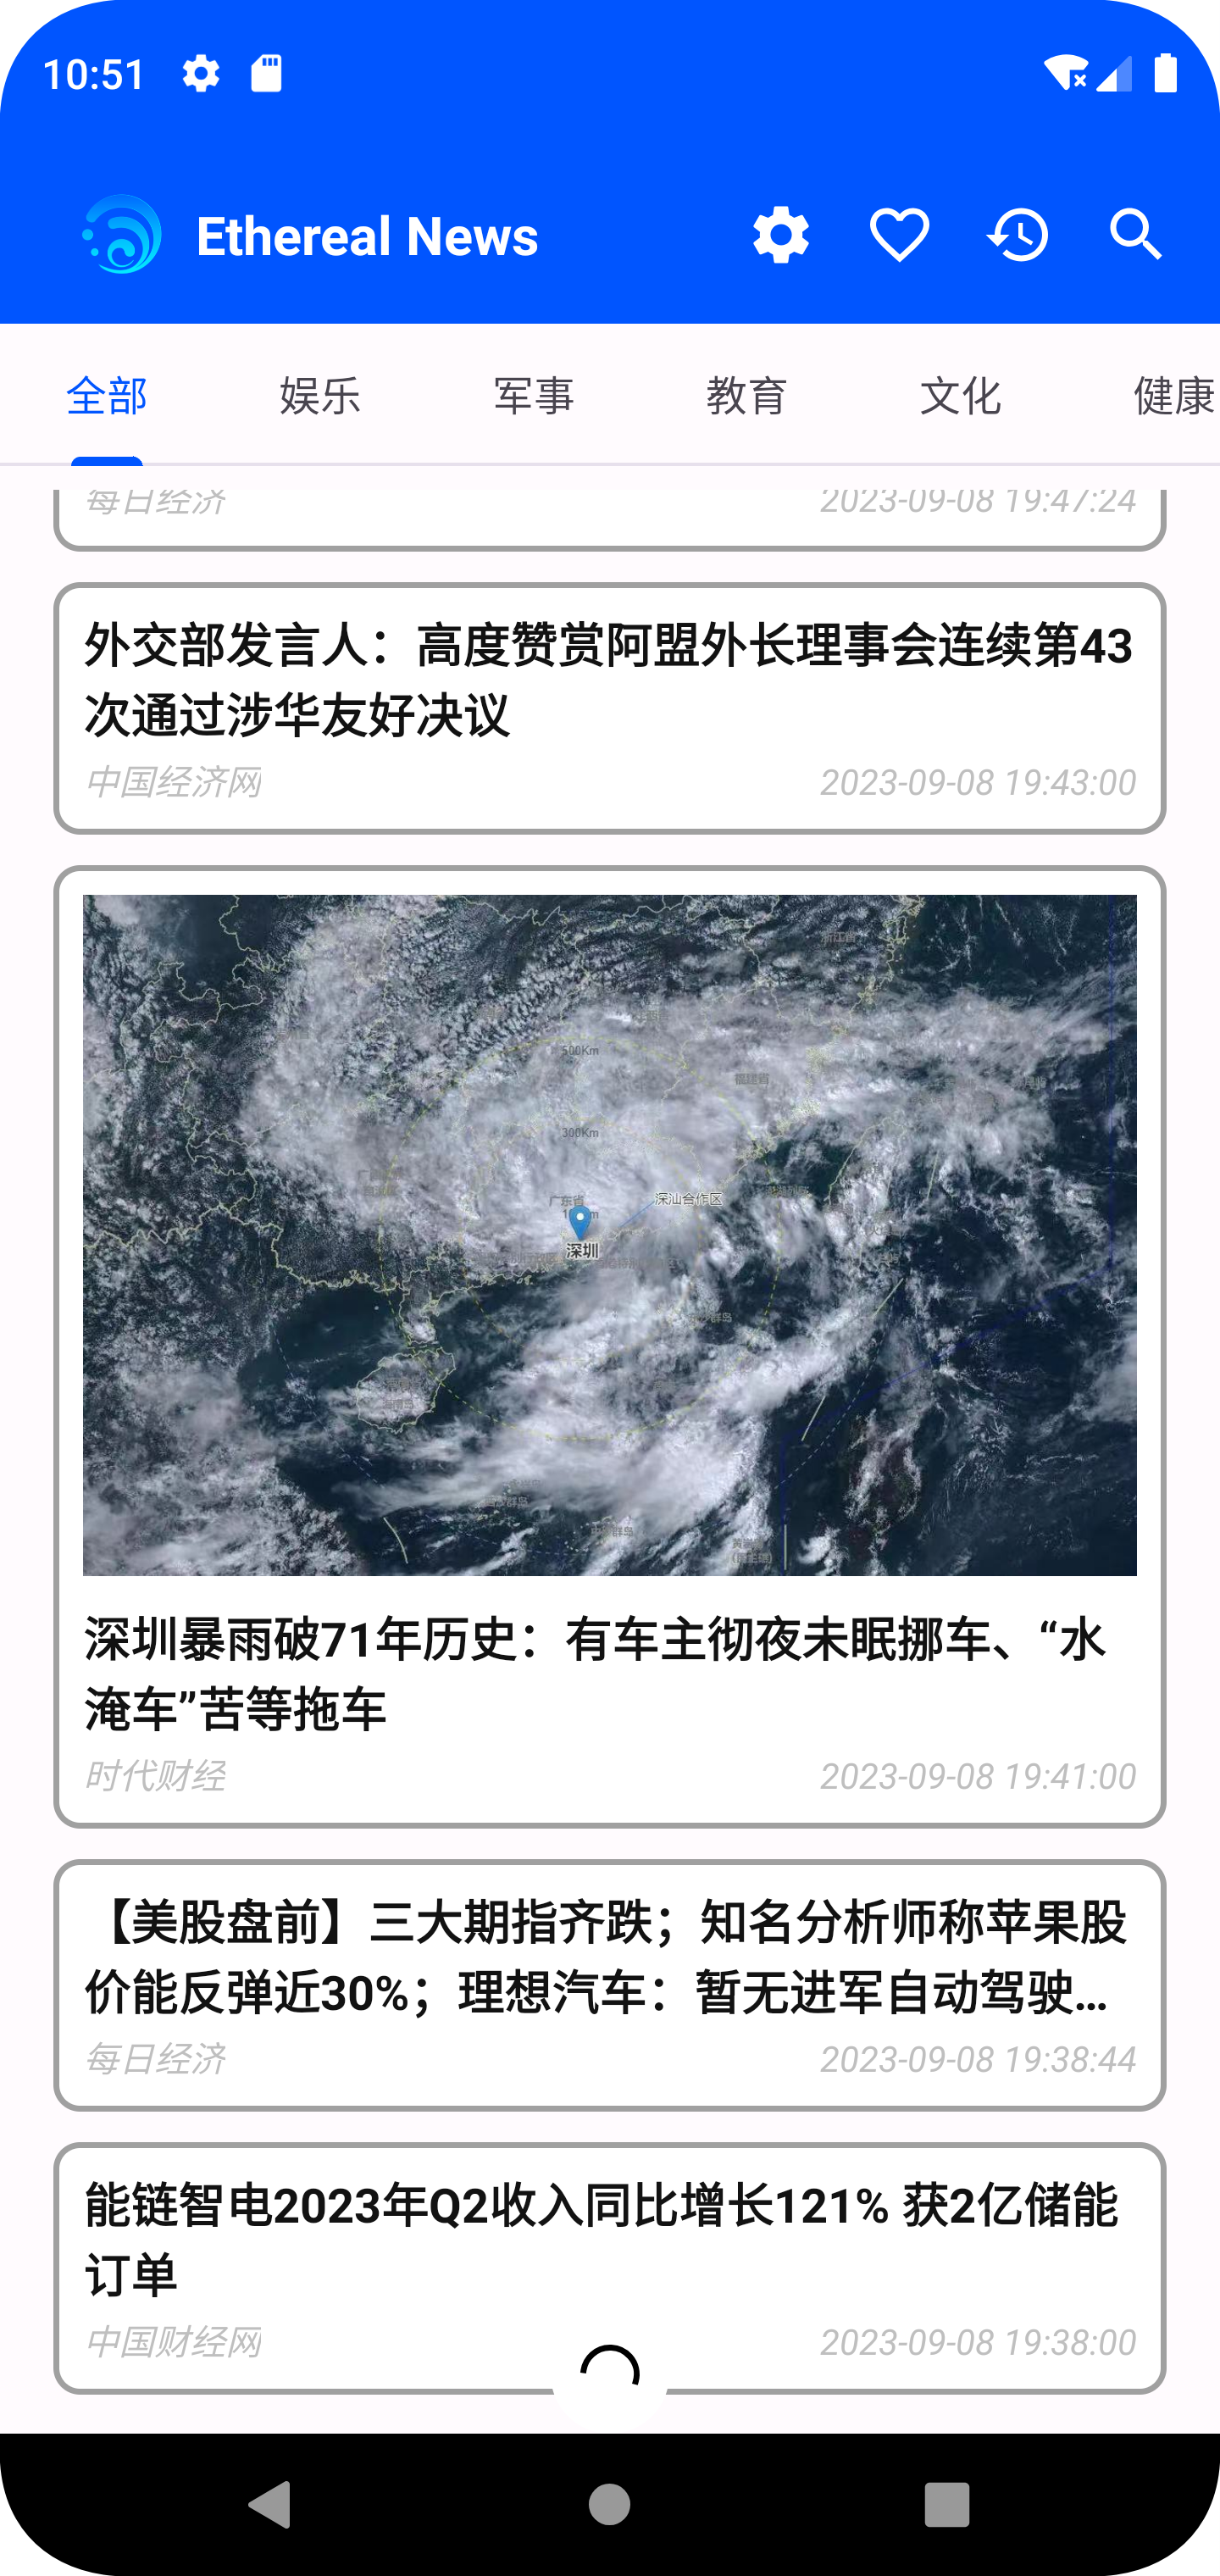 10:51
Ethereal News
全部 娱乐 军事 教育 文化 健康
每日经济 2023-09-08 19:47:24
外交部发言人：高度赞赏阿盟外长理事会连续第43
次通过涉华友好决议
中国经济网 2023-09-08 19:43:00
浙江省
500Km
福建省
300Km
广东省
深汕合作区
深圳
深圳暴雨破71年历史：有车主彻夜未眠挪车、“水
淹车”苦等拖车
时代财经 2023-09-08 19:41:00
【美股盘前】三大期指齐跌；知名分析师称苹果股
价能反弹近30%；理想汽车：暂无进军自动驾驶...
每日经济 2023-09-08 19:38:44
能链智电2023年Q2收入同比增长121% 获2亿储能
订单
中国财经网 2023-09-08 19:38:00